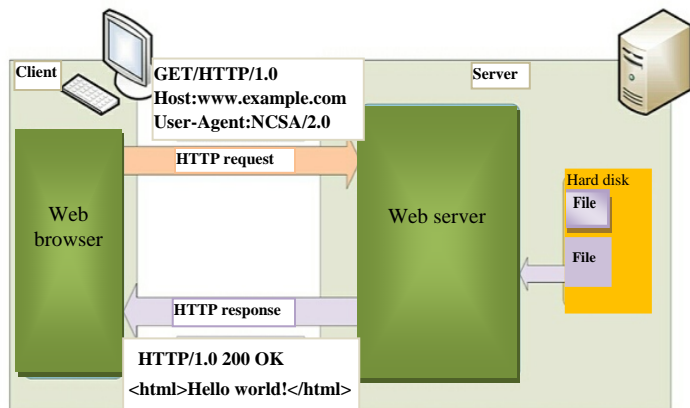 Client
GET/HTTP/1.0
Host:www.example.com
User-Agent:NCSA/2.0
Server
HTTP request
Web
browser
Web server
Hard disk
File
File
HTTP response
HTTP/1.0 200 OK
<html>Hello world!</html>